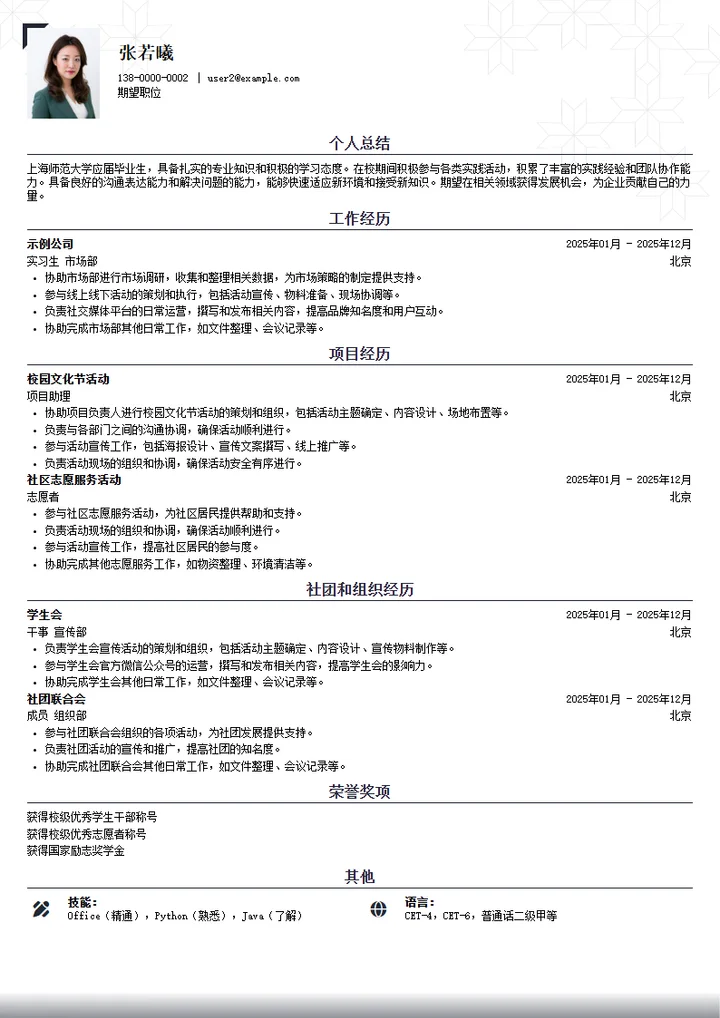 张若曦
138-0000-0002 | user2@example.com
期望职位
个人总结
上海师范大学应届毕业生，具备扎实的专业知识和积极的学习态度。在校期间积极参与各类实践活动，积累了丰富的实践经验和团队协作能
力。具备良好的沟通表达能力和解决问题的能力，能够快速适应新环境和接受新知识。期望在相关领域获得发展机会，为企业贡献自己的力
量。
工作经历
示例公司 2025年01月 - 2025年12月
实习生 市场部 北京
• 协助市场部进行市场调研，收集和整理相关数据，为市场策略的制定提供支持。
• 参与线上线下活动的策划和执行，包括活动宣传、物料准备、现场协调等。
• 负责社交媒体平台的日常运营，撰写和发布相关内容，提高品牌知名度和用户互动。
• 协助完成市场部其他日常工作，如文件整理、会议记录等。
项目经历
校园文化节活动 2025年01月 - 2025年12月
项目助理 北京
• 协助项目负责人进行校园文化节活动的策划和组织，包括活动主题确定、内容设计、场地布置等。
• 负责与各部门之间的沟通协调，确保活动顺利进行。
• 参与活动宣传工作，包括海报设计、宣传文案撰写、线上推广等。
• 负责活动现场的组织和协调，确保活动安全有序进行。
社区志愿服务活动 2025年01月 - 2025年12月
志愿者 北京
• 参与社区志愿服务活动，为社区居民提供帮助和支持。
• 负责活动现场的组织和协调，确保活动顺利进行。
• 参与活动宣传工作，提高社区居民的参与度。
• 协助完成其他志愿服务工作，如物资整理、环境清洁等。
社团和组织经历
学生会 2025年01月 - 2025年12月
干事 宣传部 北京
• 负责学生会宣传活动的策划和组织，包括活动主题确定、内容设计、宣传物料制作等。
• 参与学生会官方微信公众号的运营，撰写和发布相关内容，提高学生会的影响力。
• 协助完成学生会其他日常工作，如文件整理、会议记录等。
社团联合会 2025年01月 - 2025年12月
成员 组织部 北京
• 参与社团联合会组织的各项活动，为社团发展提供支持。
• 负责社团活动的宣传和推广，提高社团的知名度。
• 协助完成社团联合会其他日常工作，如文件整理、会议记录等。
荣誉奖项
获得校级优秀学生干部称号
获得校级优秀志愿者称号
获得国家励志奖学金
其他
技能：
Office（精通），Python（熟悉），Java（了解）
语言：
CET-4，CET-6，普通话二级甲等